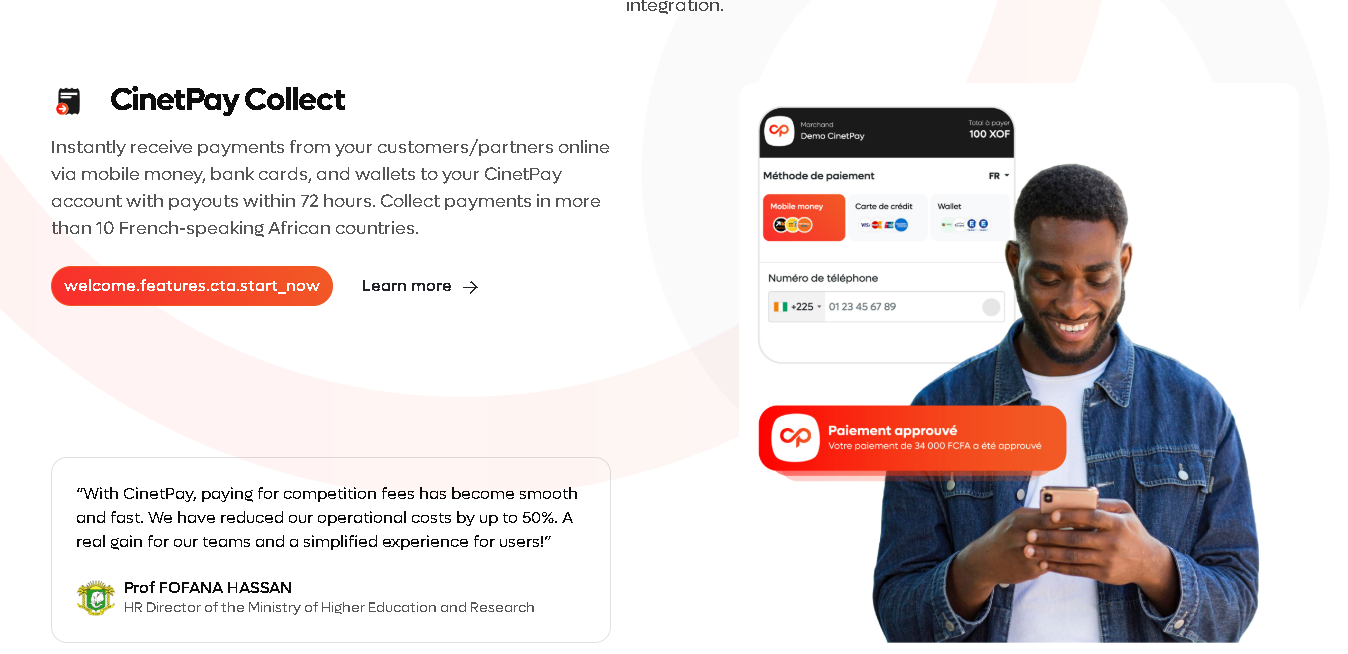 integration.
CinetPay Collect
Instantly receive payments from your customers/partners online
via mobile money, bank cards, and wallets to your CinetPay
account with payouts within 72 hours. Collect payments in more
than 10 French-speaking African countries.
welcome.features.cta.start_now
Learn more
“With CinetPay, paying for competition fees has become smooth
and fast. We have reduced our operational costs by up to 50%. A
real gain for our teams and a simplified experience for users!”
Prof FOFANA HASSAN
HR Director of the Ministry of Higher Education and Research
Marchand
Demo CinetPay
Total à payer
100 XOF
Méthode de paiement
FR
Mobile money
Carte de crédit
Wallet
VISA
Numéro de téléphone
+225
01 23 45 67 89
Paiement approuvé
Votre paiement de 34 000 FCFA a été approuvé